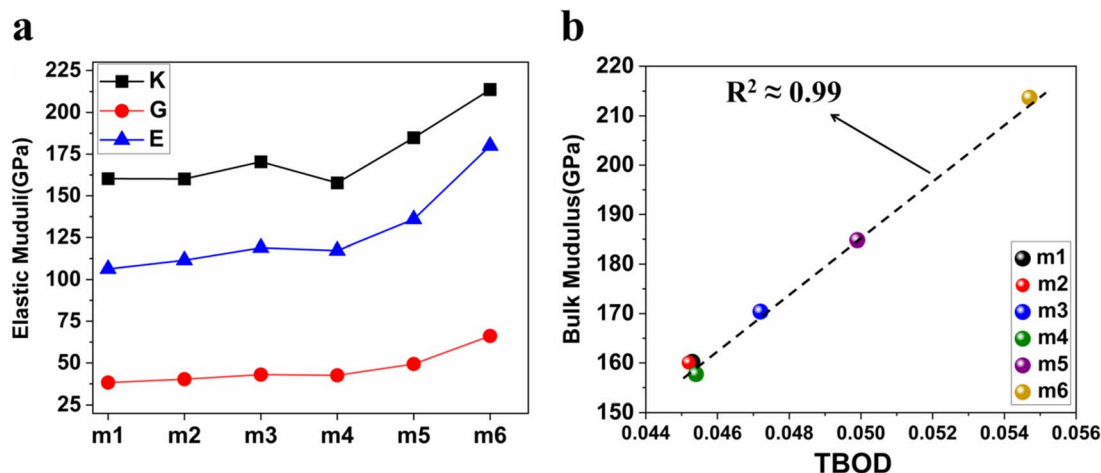 a
Elastic Muduli(GPa)
225
200
175
150
125
100
75
50
25
K
G
E
m1 m2 m3 m4 m5 m6
b
Bulk Mudulus(GPa)
220
210
200
190
180
170
160
150
R² ≈ 0.99
m1
m2
m3
m4
m5
m6
0.044 0.046 0.048 0.050 0.052 0.054 0.056
TBOD